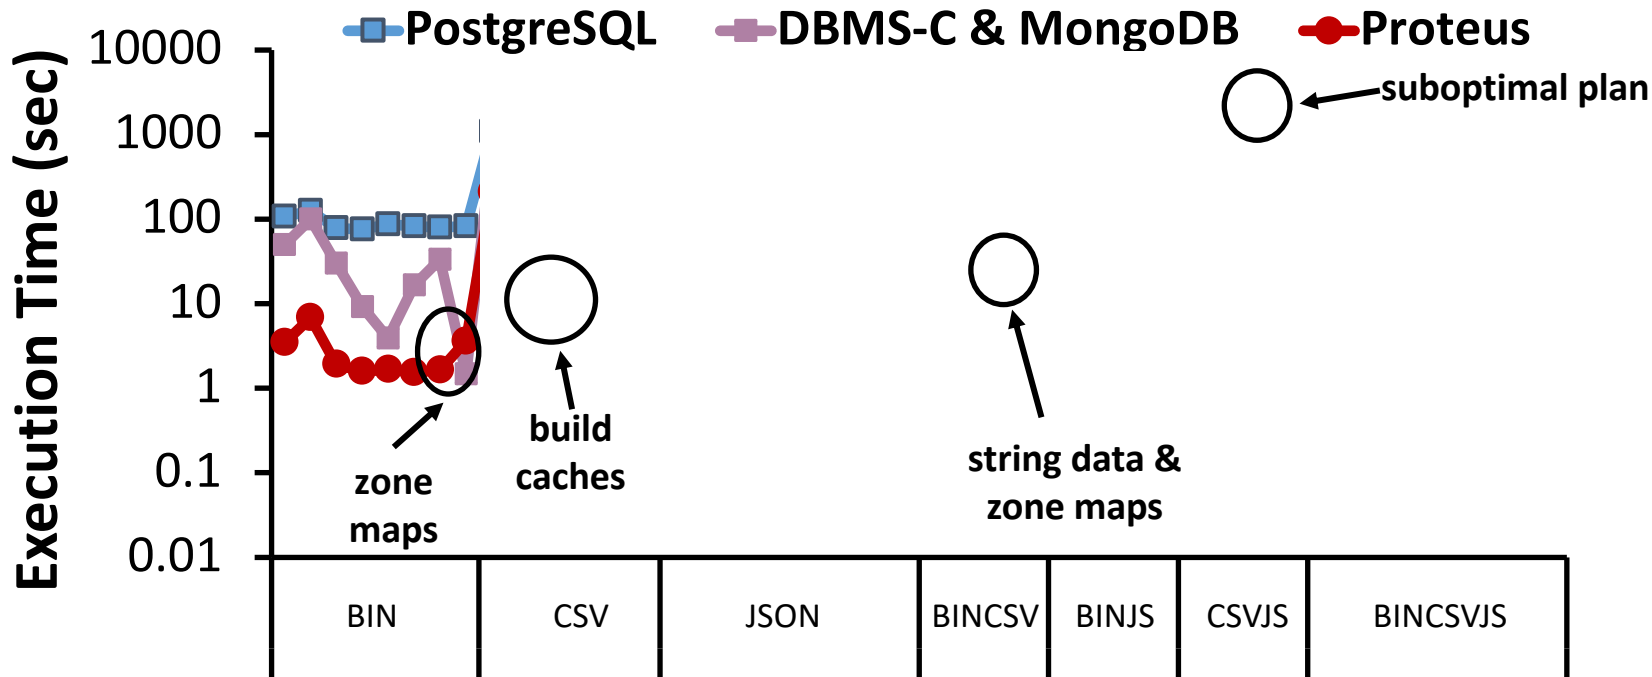 PostgreSQL DBMS-C & MongoDB Proteus
Execution Time (sec)
10000
1000
100
10
1
0.1
0.01
suboptimal plan
zone
maps
build
caches
string data &
zone maps
BIN CSV JSON BINCSV BINJS CSVJS BINCSVJS